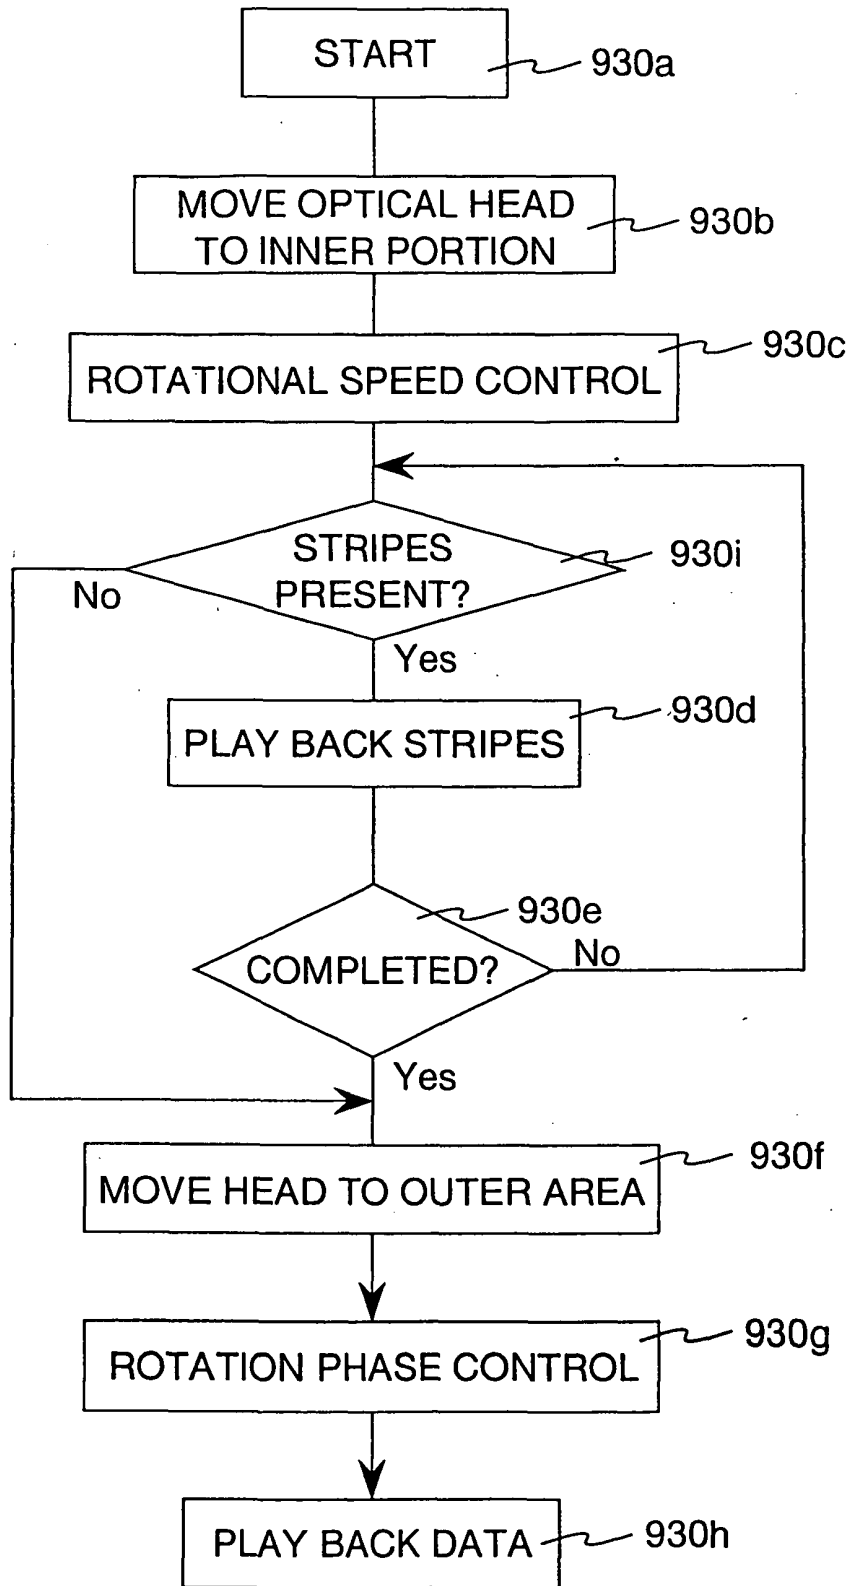 START
930a
MOVE OPTICAL HEAD
TO INNER PORTION
930b
930c
ROTATIONAL SPEED CONTROL
STRIPES
PRESENT?
930i
No
Yes
930d
PLAY BACK STRIPES
930e
COMPLETED?
No
Yes
930f
MOVE HEAD TO OUTER AREA
930g
ROTATION PHASE CONTROL
PLAY BACK DATA
930h